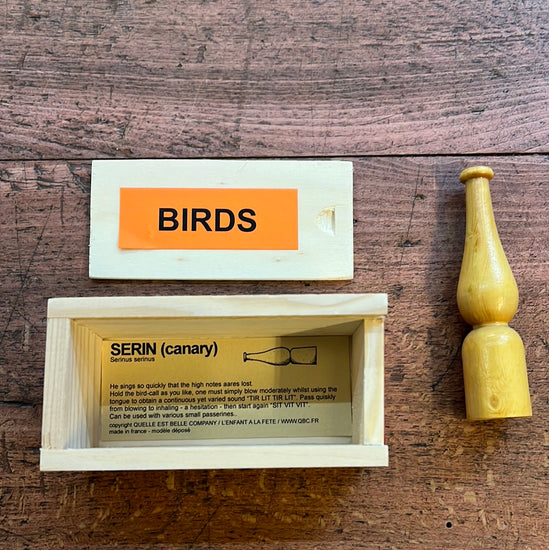 BIRDS
SERIN (canary)
Serinus serinus
He sings so quickly that the high notes aares lost.
Hold the bird-call as you like, one must simply blow moderately whilst using the
tongue to obtain a continuous yet varied sound "TIR LIT TIR LIT". Pass quickly
from blowing to inhaling - a hesitation - then start again "SIT VIT VIT".
Can be used with various small passeriners..
copyright QUELLE EST BELLE COMPANY / L'ENFANT A LA FETE / WWW.QBC.FR
made in france - modèle déposé